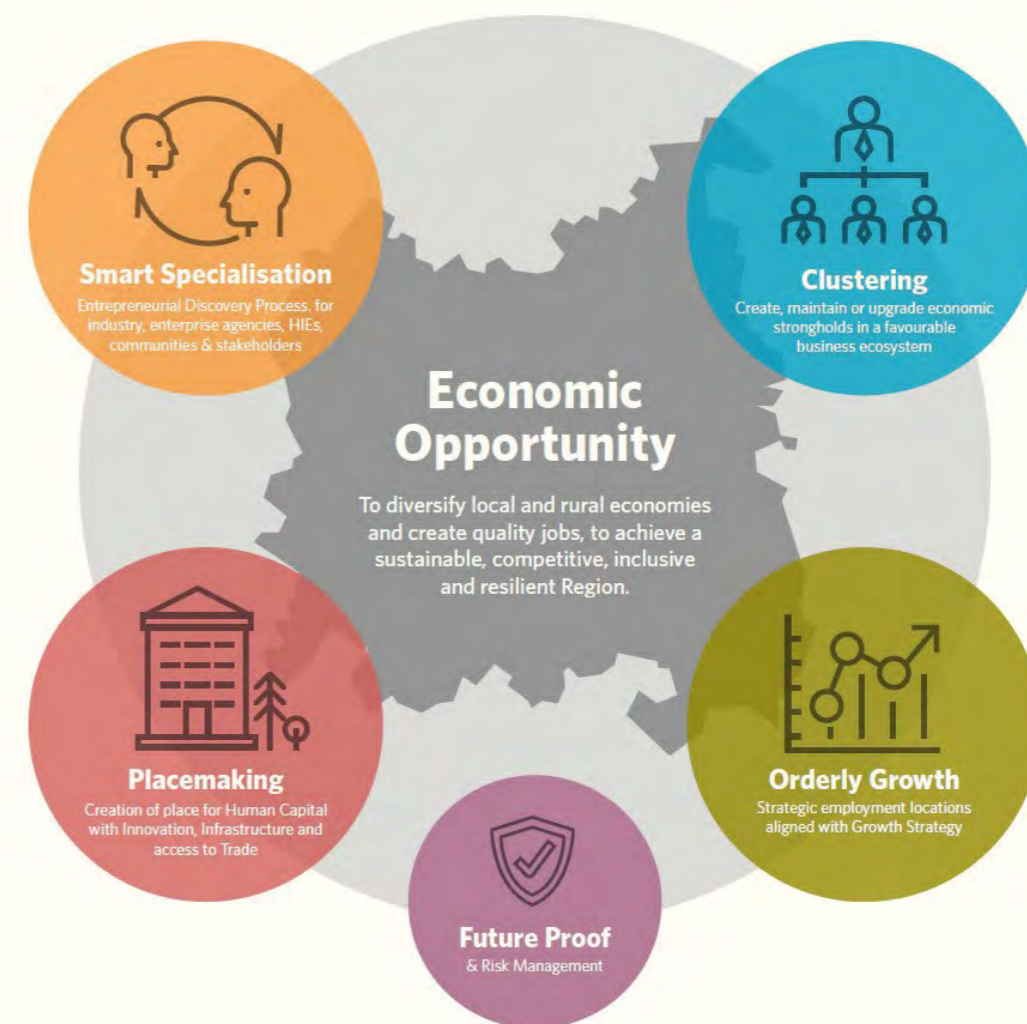 Smart Specialisation
Entrepreneurial Discovery Process, for
industry, enterprise agencies, HIEs,
communities & stakeholders
Clustering
Create, maintain or upgrade economic
strongholds in a favourable
business ecosystem
Economic
Opportunity
To diversify local and rural economies
and create quality jobs, to achieve a
sustainable, competitive, inclusive
and resilient Region.
Placemaking
Creation of place for Human Capital
with Innovation, Infrastructure and
access to Trade
Orderly Growth
Strategic employment locations
aligned with Growth Strategy
Future Proof
& Risk Management